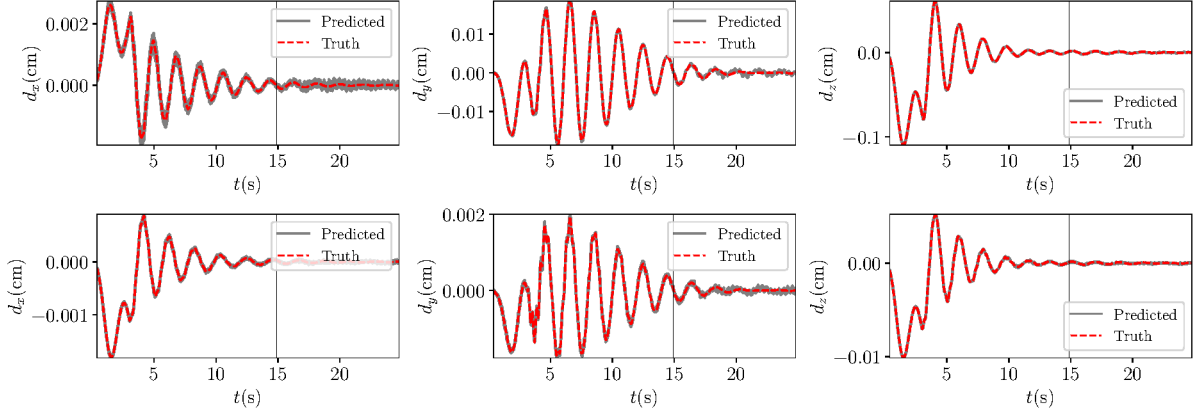 0.002
0.000
d_x(cm)
Predicted
Truth
5 10 15 20
t(s)
0.01
0.00
−0.01
d_y(cm)
Predicted
Truth
5 10 15 20
t(s)
0.0
−0.1
d_z(cm)
Predicted
Truth
5 10 15 20
t(s)
0.000
−0.001
d_x(cm)
Predicted
Truth
5 10 15 20
t(s)
0.002
0.000
d_y(cm)
Predicted
Truth
5 10 15 20
t(s)
0.00
−0.01
d_z(cm)
Predicted
Truth
5 10 15 20
t(s)